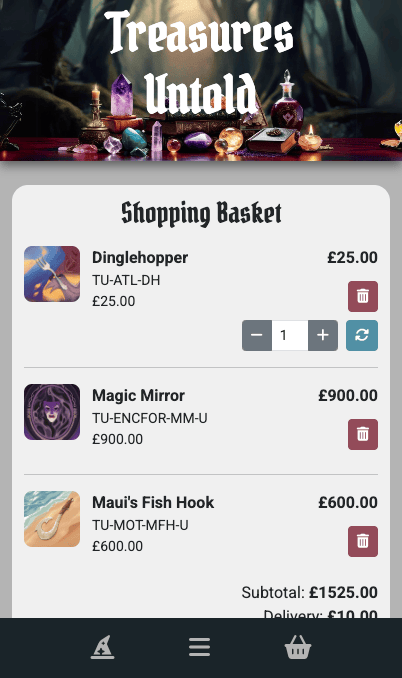 Treasures
Untold
Shopping Basket
Dinglehopper £25.00
TU-ATL-DH
£25.00
1
Magic Mirror £900.00
TU-ENCFOR-MM-U
£900.00
Maui's Fish Hook £600.00
TU-MOT-MFH-U
£600.00
Subtotal: £1525.00
Delivery: £10.00